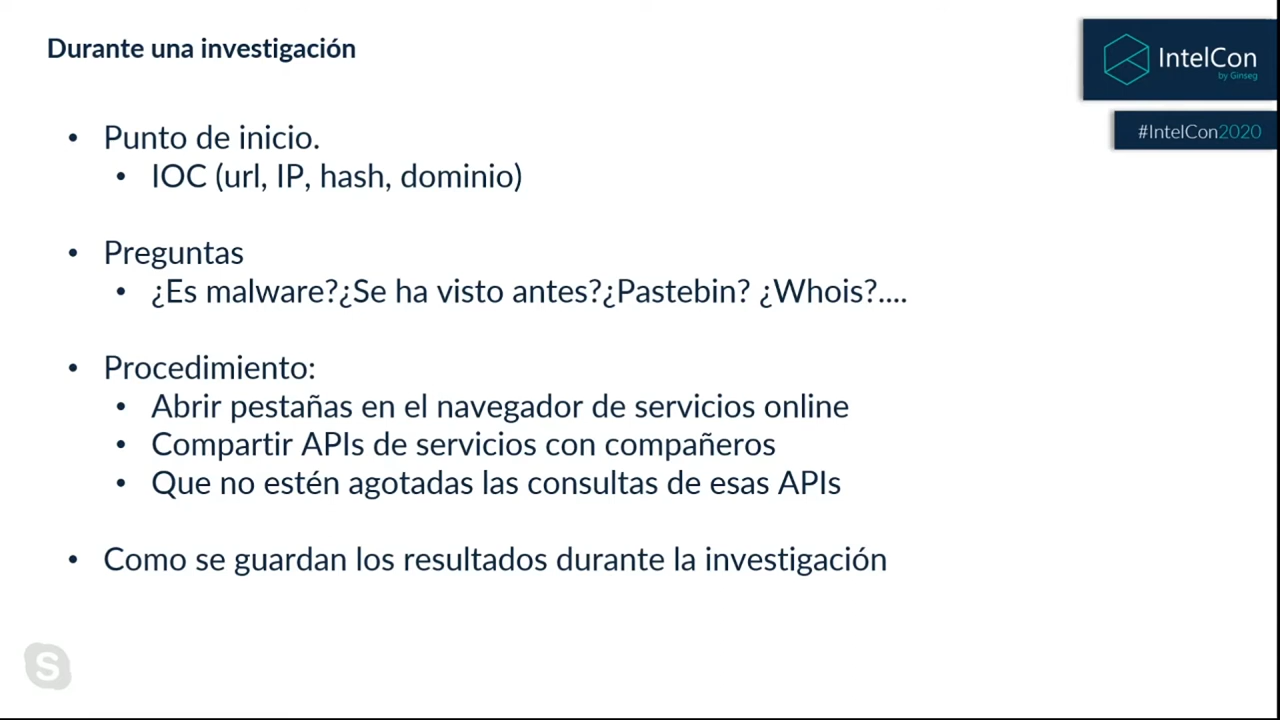 Durante una investigación
IntelCon
by Ginseg
#IntelCon2020
• Punto de inicio.
• IOC (url, IP, hash, dominio)
• Preguntas
• ¿Es malware?¿Se ha visto antes?¿Pastebin? ¿Whois?....
• Procedimiento:
• Abrir pestañas en el navegador de servicios online
• Compartir APIs de servicios con compañeros
• Que no estén agotadas las consultas de esas APIs
• Como se guardan los resultados durante la investigación
S